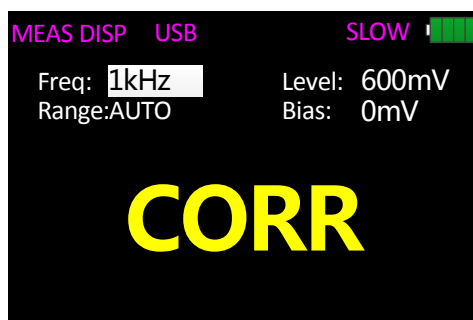 MEAS DISP USB SLOW
Freq: 1kHz Level: 600mV
Range:AUTO Bias: 0mV
CORR